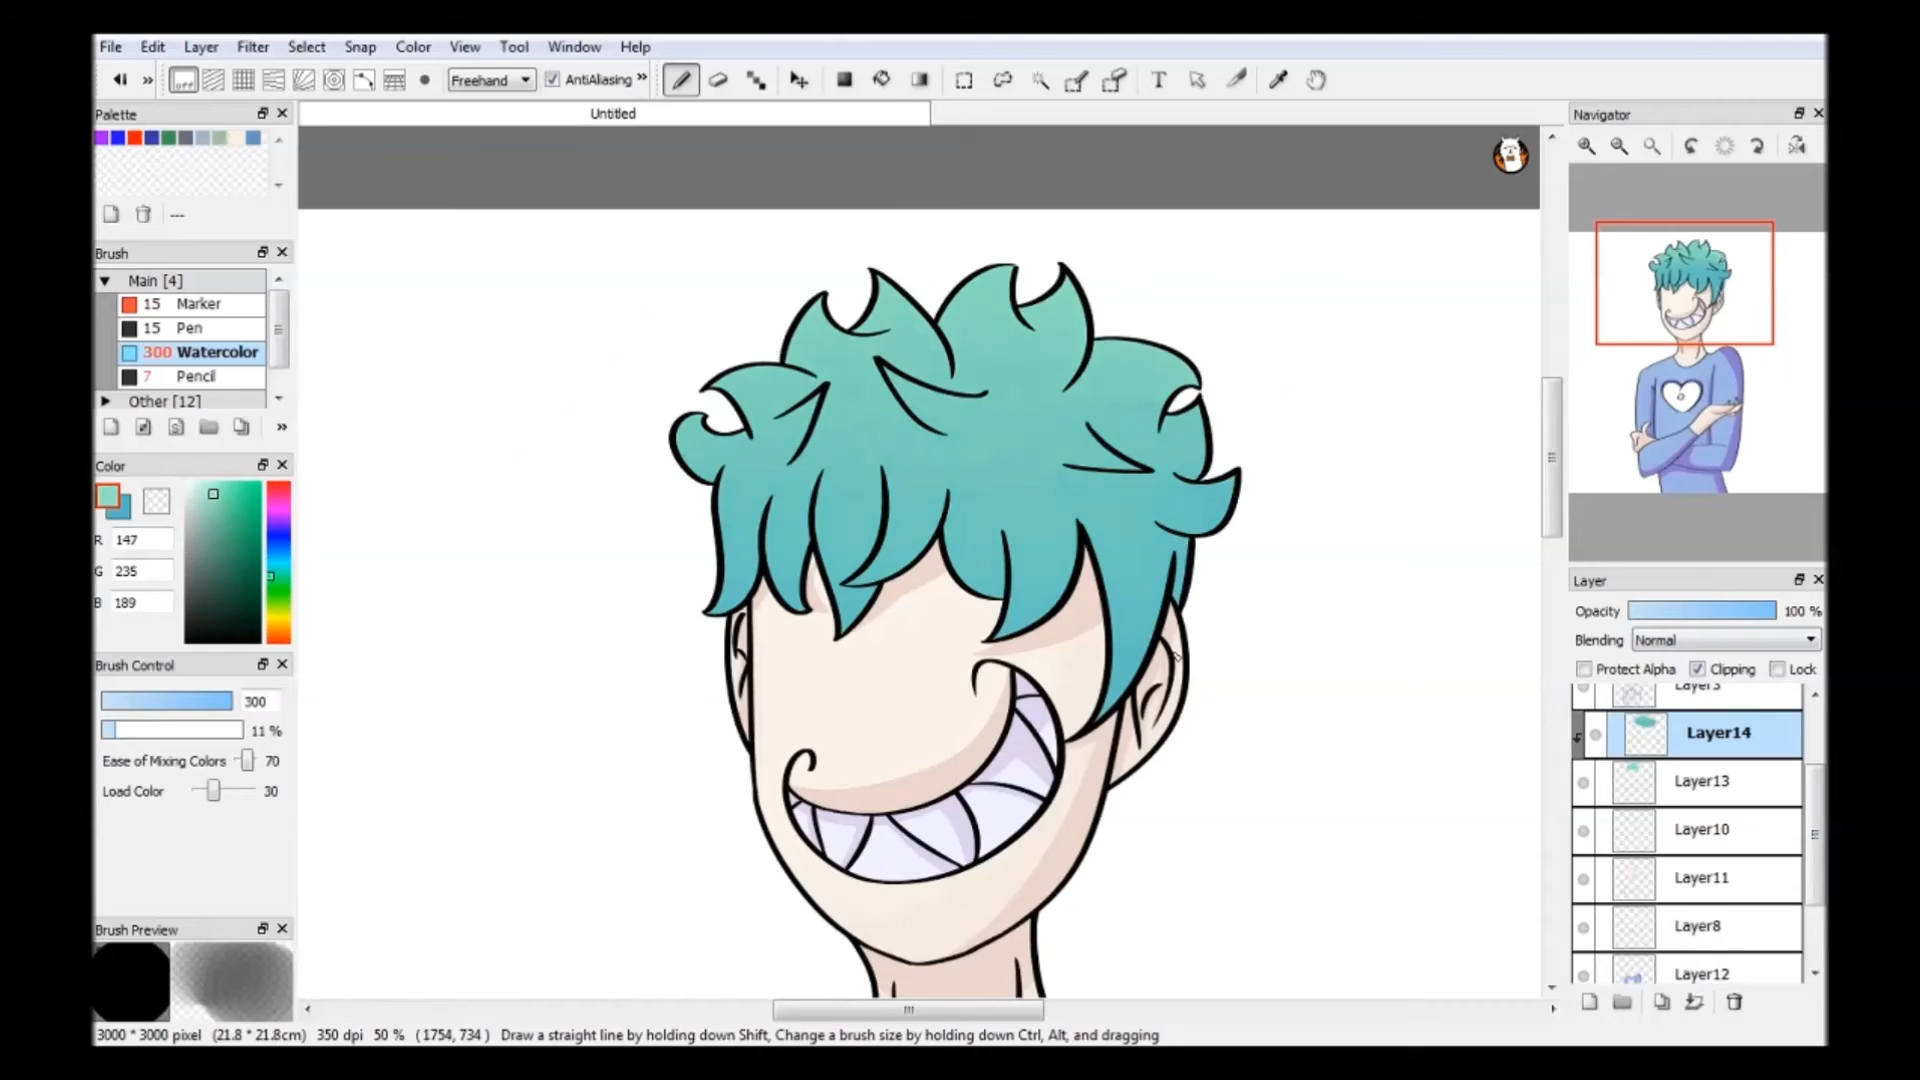 File Edit Layer Filter Select Snap Color View Tool Window Help
off Freehand AntiAliasing » T
Palette
Untitled
Navigator
---
Brush
Main [4]
15 Marker
15 Pen
300 Watercolor
7 Pencil
Other [12]
Color
R 147
G 235
B 189
Brush Control
300
11 %
Ease of Mixing Colors 70
Load Color 30
Brush Preview
Layer
Opacity 100 %
Blending Normal
Protect Alpha Clipping Lock
Layer3
Layer14
Layer13
Layer10
Layer11
Layer8
Layer12
3000 * 3000 pixel (21.8 * 21.8cm) 350 dpi 50 % (1754, 734 ) Draw a straight line by holding down Shift, Change a brush size by holding down Ctrl, Alt, and dragging